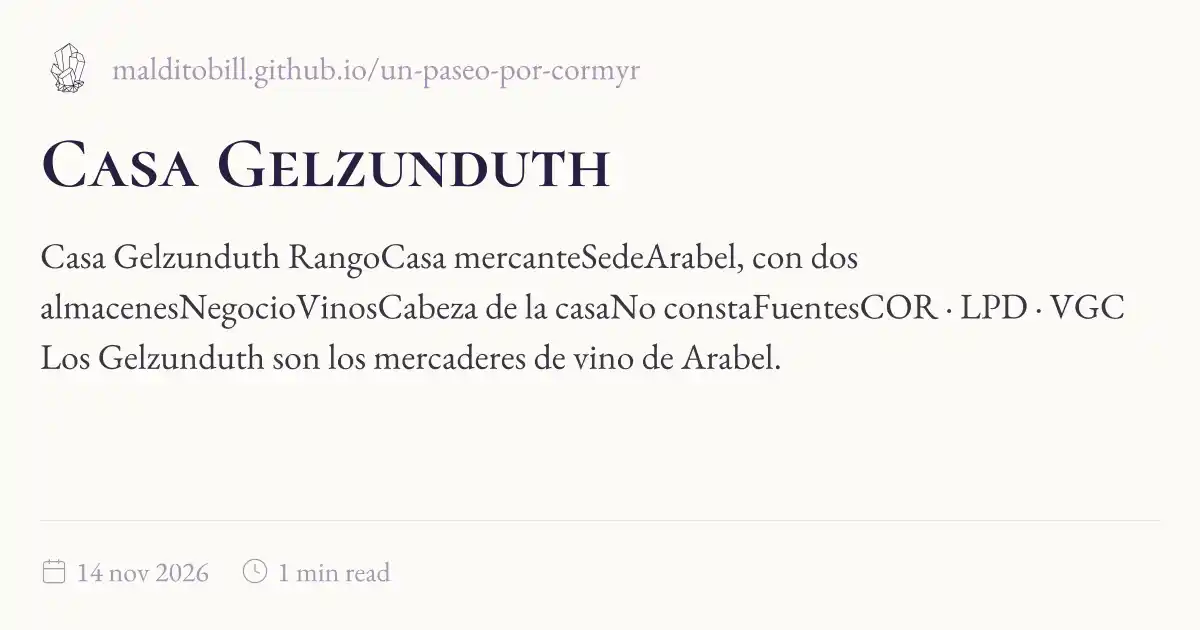 malditobill.github.io/un-paseo-por-cormyr
Casa Gelzunduth
Casa Gelzunduth RangoCasa mercanteSedeArabel, con dos
almacenesNegocioVinosCabeza de la casaNo constaFuentesCOR · LPD · VGC
Los Gelzunduth son los mercaderes de vino de Arabel.
14 nov 2026 1 min read